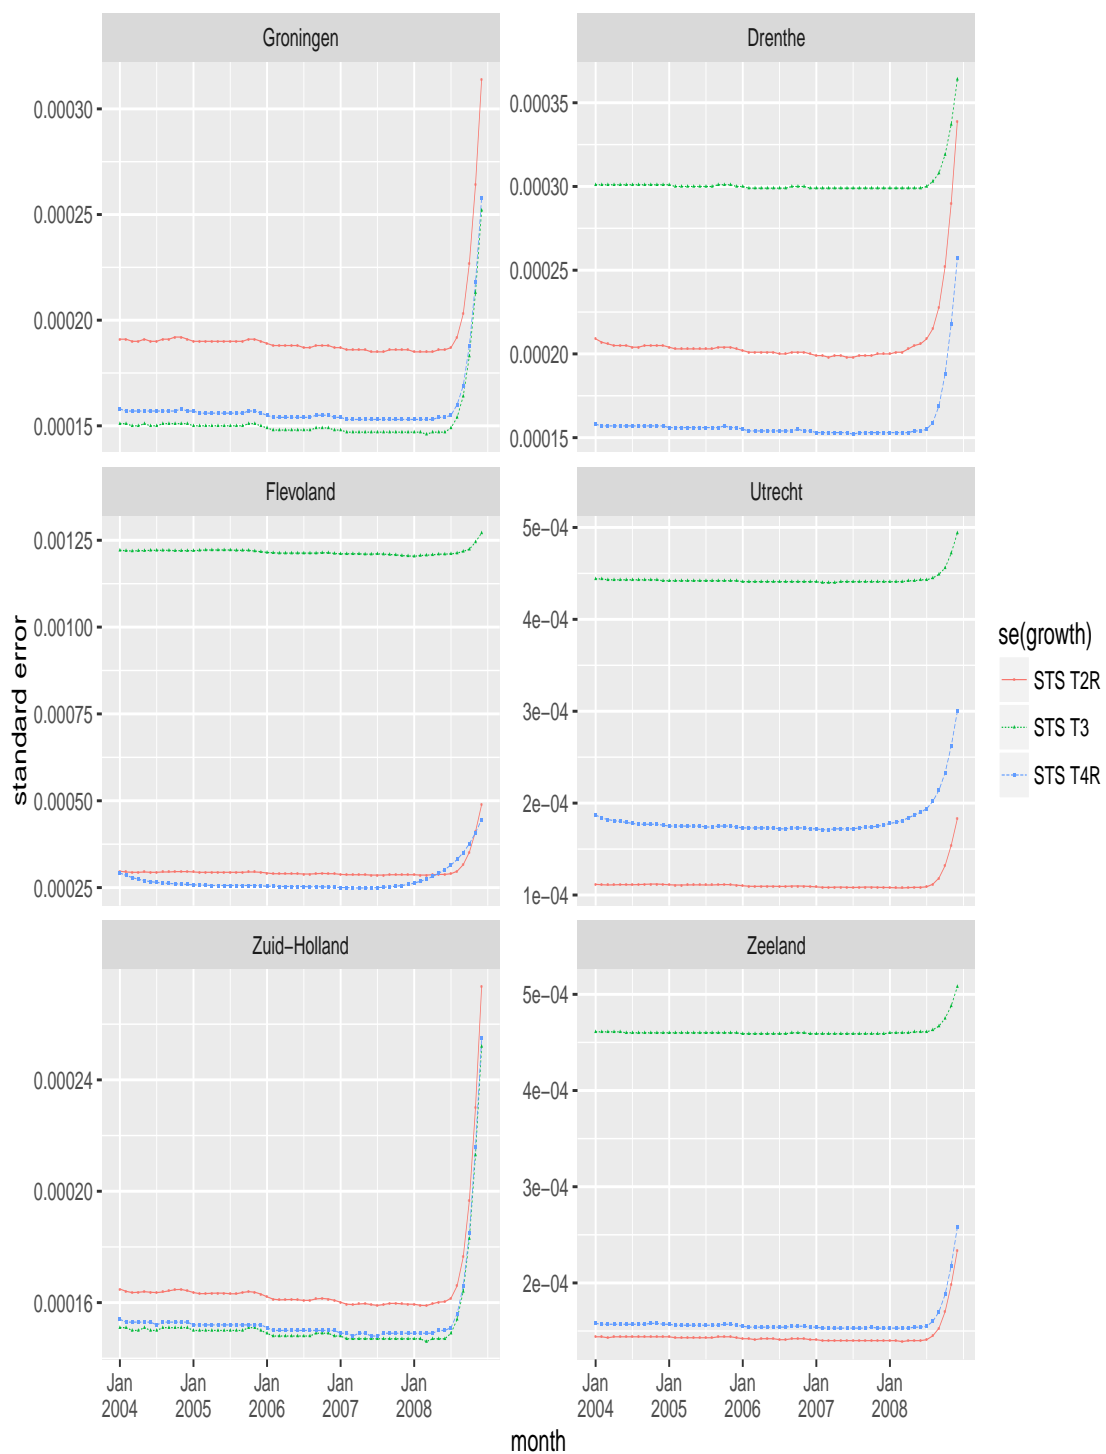 Groningen
Drenthe
0.00030
0.00025
0.00020
0.00015
0.00035
0.00030
0.00025
0.00020
0.00015
Flevoland
Utrecht
0.00125
0.00100
0.00075
0.00050
0.00025
5e−04
4e−04
3e−04
2e−04
1e−04
standard error
se(growth)
STS T2R
STS T3
STS T4R
Zuid−Holland
Zeeland
0.00024
0.00020
0.00016
5e−04
4e−04
3e−04
2e−04
Jan
2004
Jan
2005
Jan
2006
Jan
2007
Jan
2008
Jan
2004
Jan
2005
Jan
2006
Jan
2007
Jan
2008
month